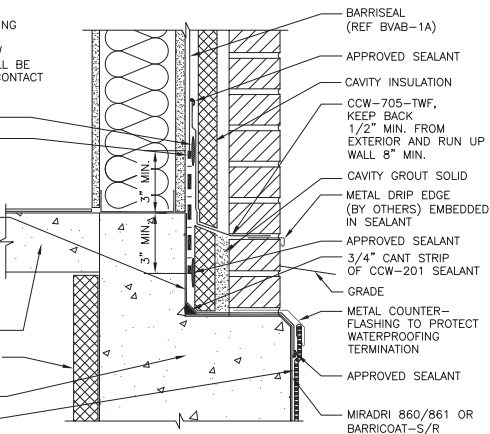 ING
LL BE
CONTACT
3" MIN.
3" MIN.
BARRISEAL
(REF BVAB-1A)
APPROVED SEALANT
CAVITY INSULATION
CCW-705-TWF,
KEEP BACK
1/2" MIN. FROM
EXTERIOR AND RUN UP
WALL 8" MIN.
CAVITY GROUT SOLID
METAL DRIP EDGE
(BY OTHERS) EMBEDDED
IN SEALANT
APPROVED SEALANT
3/4" CANT STRIP
OF CCW-201 SEALANT
GRADE
METAL COUNTER-
FLASHING TO PROTECT
WATERPROOFING
TERMINATION
APPROVED SEALANT
MIRADRI 860/861 OR
BARRICOAT-S/R